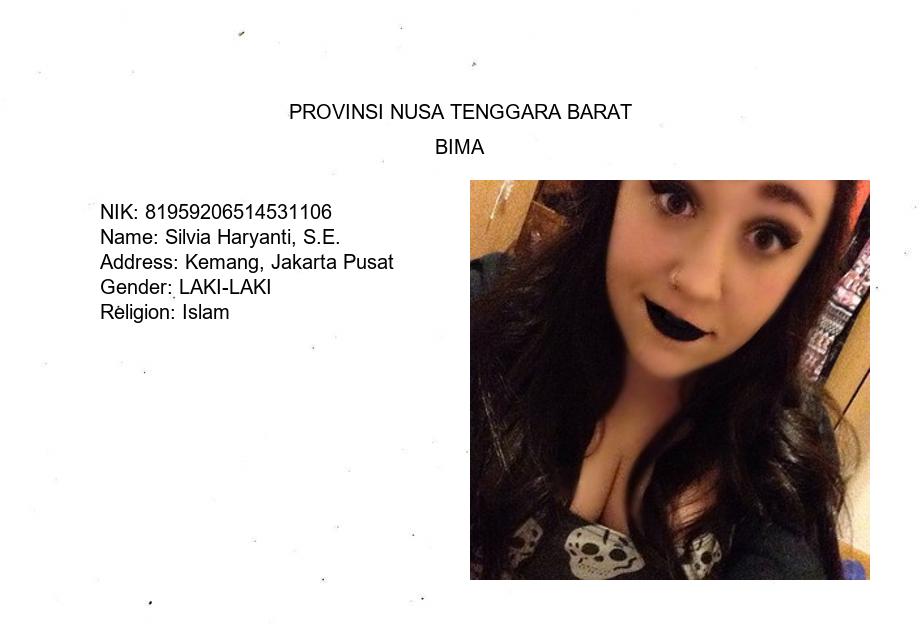 PROVINSI NUSA TENGGARA BARAT
BIMA
NIK: 81959206514531106
Name: Silvia Haryanti, S.E.
Address: Kemang, Jakarta Pusat
Gender: LAKI-LAKI
Religion: Islam